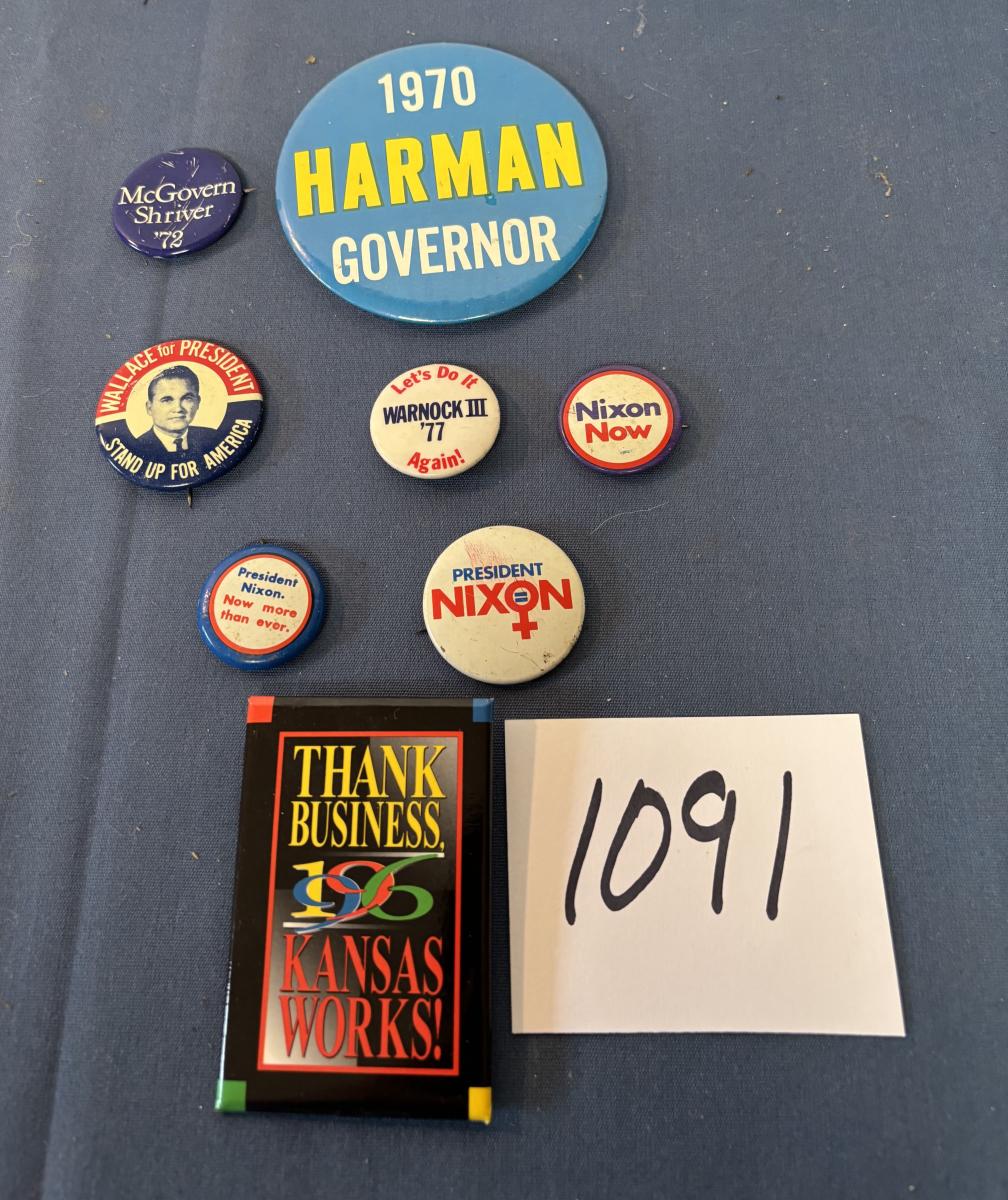 1970
HARMAN
GOVERNOR
McGovern
Shriver
'72
WALLACE for PRESIDENT
STAND UP FOR AMERICA
Let's Do It
WARNOCK III
'77
Again!
Nixon
Now
President
Nixon.
Now more
than ever.
PRESIDENT
NIXON
THANK
BUSINESS,
1996
KANSAS
WORKS!
1091